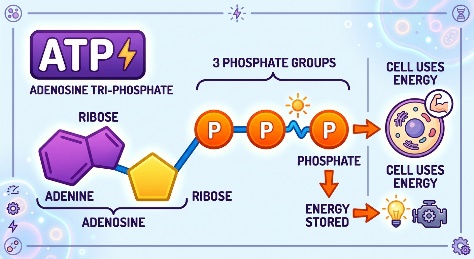 ATP
ADENOSINE TRI-PHOSPHATE
3 PHOSPHATE GROUPS
CELL USES
ENERGY
RIBOSE
P P P
PHOSPHATE
CELL USES
ENERGY
ADENINE
RIBOSE
ADENOSINE
ENERGY
STORED